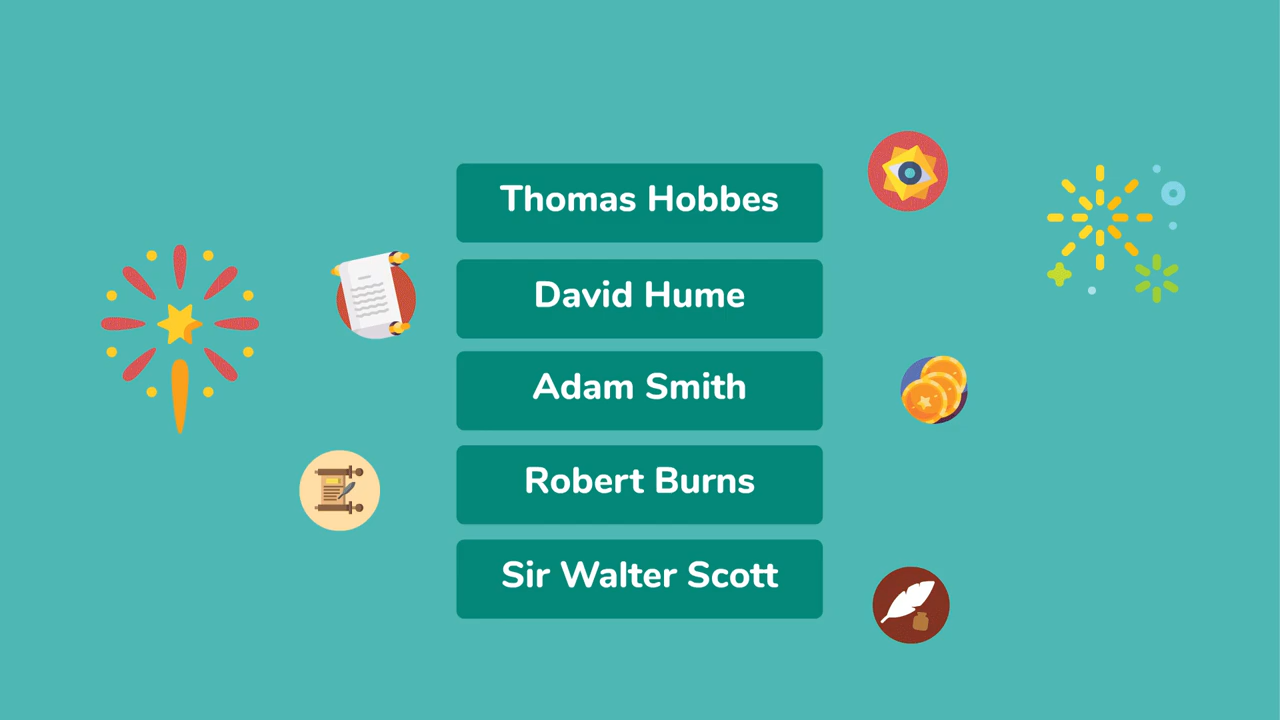 Thomas Hobbes
David Hume
Adam Smith
Robert Burns
Sir Walter Scott